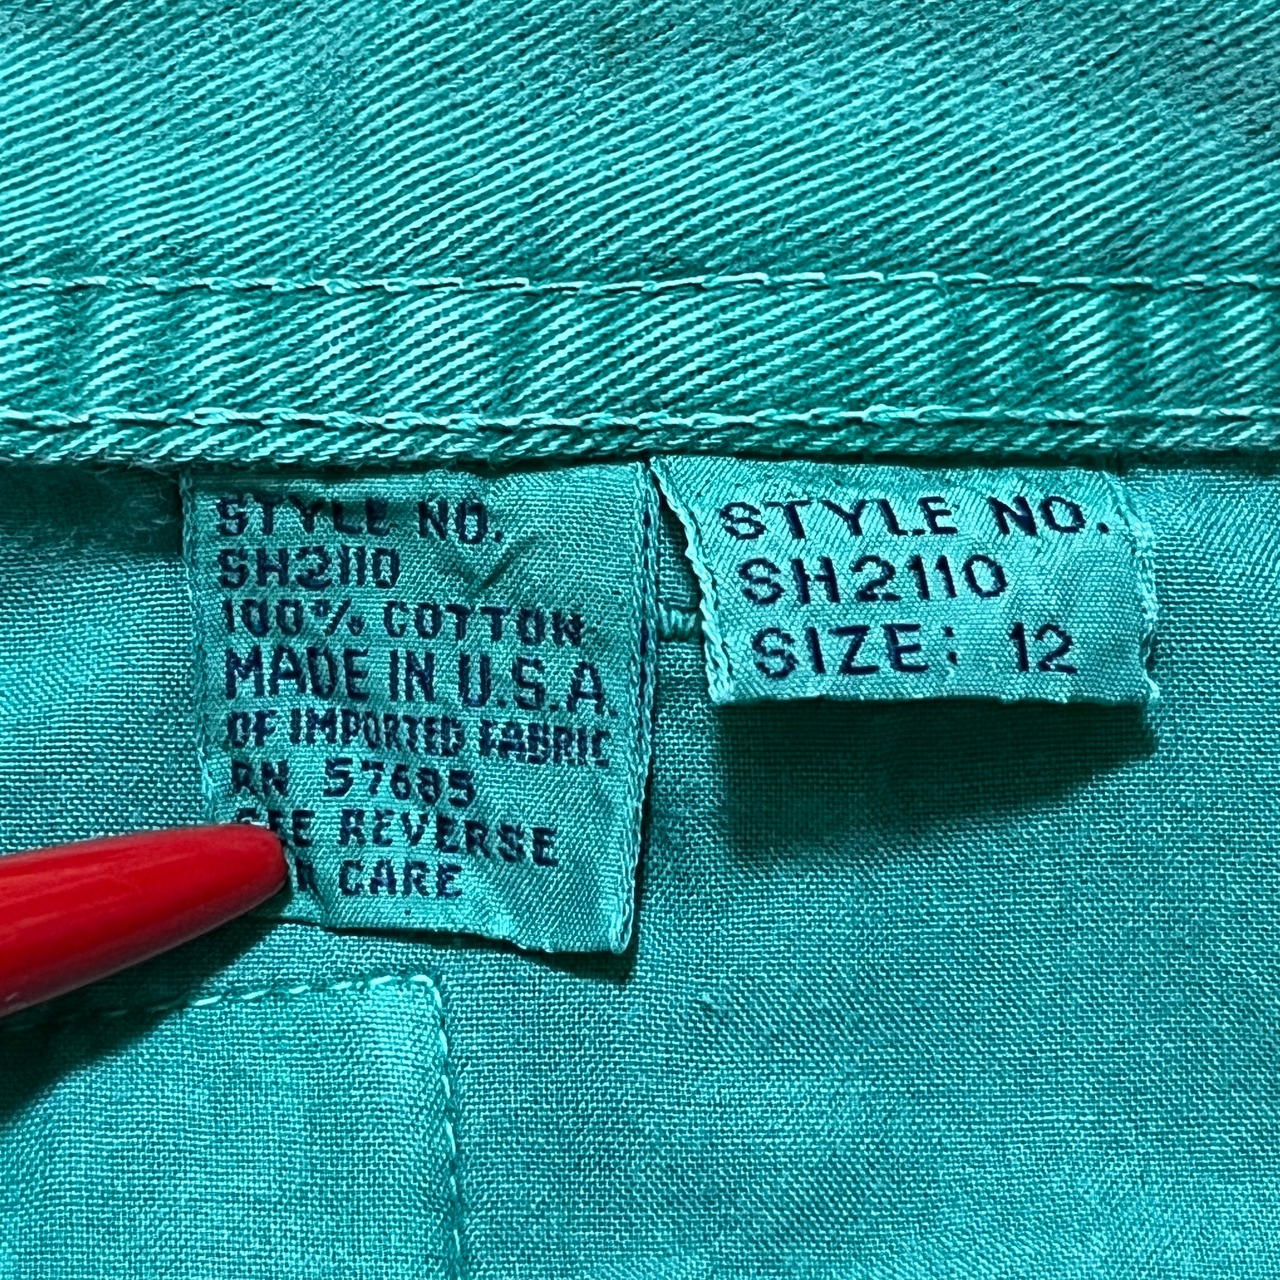 STYLE NO.
SH2110
100% COTTON
MADE IN U.S.A.
OF IMPORTED FABRIC
RN 57685
SEE REVERSE
CARE
STYLE NO.
SH2110
SIZE: 12